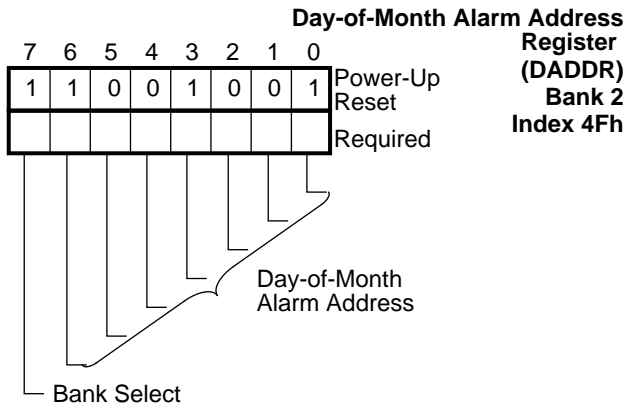 Day-of-Month Alarm Address
Register
(DADDR)
Bank 2
Index 4Fh
7 6 5 4 3 2 1 0
1 1 0 0 1 0 0 1
Power-Up
Reset
Required
Day-of-Month
Alarm Address
Bank Select